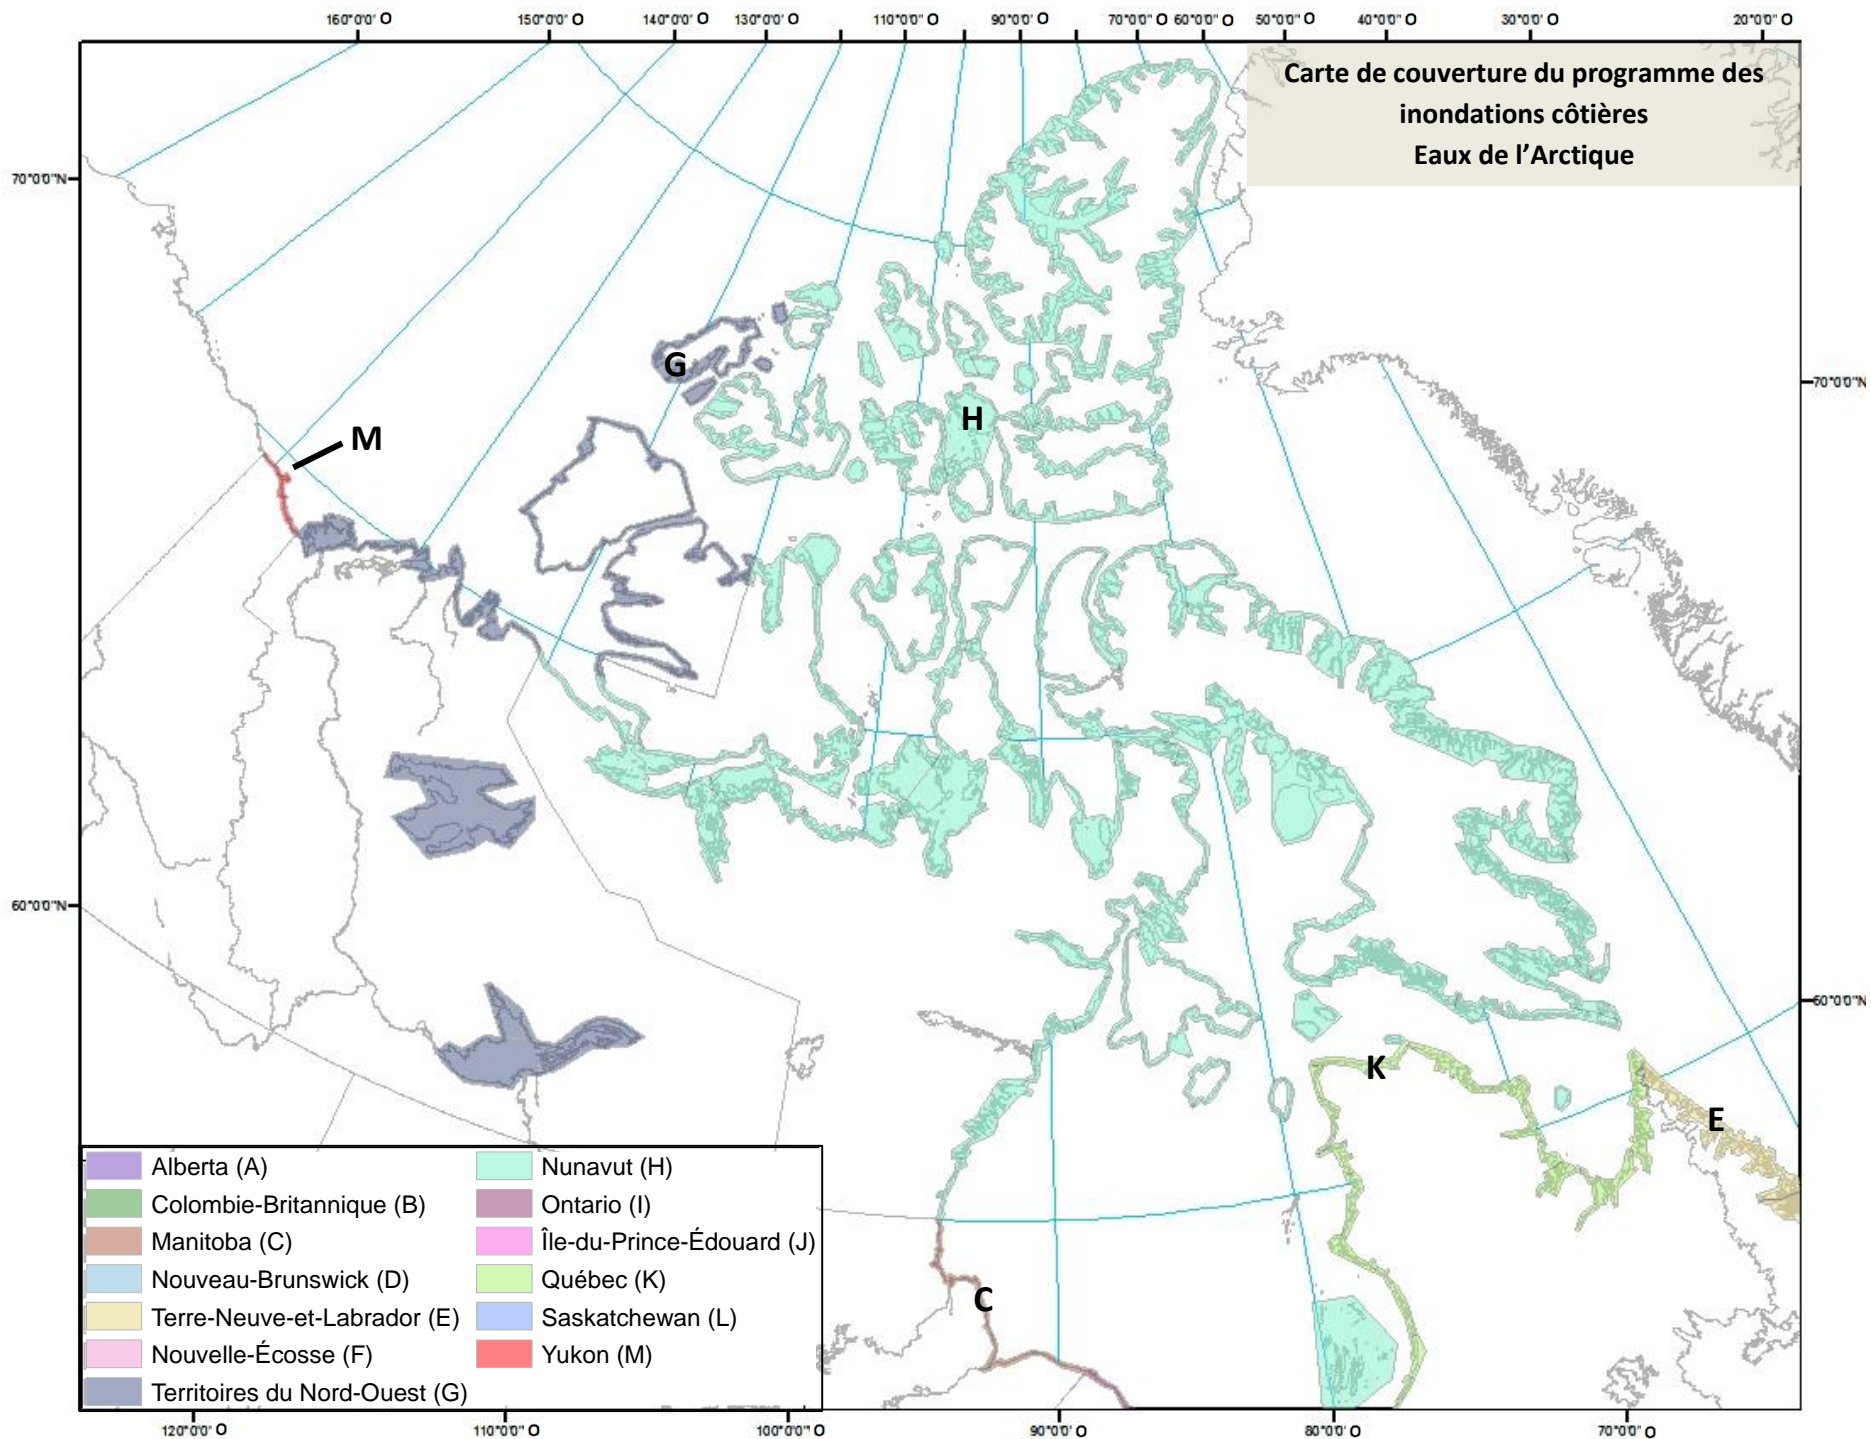 160°0'0" O 150°0'0" O 140°0'0" O 130°0'0" O 110°0'0" O 90°0'0" O 70°0'0" O 60°0'0" O 50°0'0" O 40°0'0" O 30°0'0" O 20°0'0" O
Carte de couverture du programme des
inondations côtières
Eaux de l'Arctique
70°0'0"N
G
70°0'0"N
H
M
60°0'0"N
60°0'0"N
K
E
C
Alberta (A)
Colombie-Britannique (B)
Manitoba (C)
Nouveau-Brunswick (D)
Terre-Neuve-et-Labrador (E)
Nouvelle-Écosse (F)
Territoires du Nord-Ouest (G)
Nunavut (H)
Ontario (I)
Île-du-Prince-Édouard (J)
Québec (K)
Saskatchewan (L)
Yukon (M)
120°0'0" O 110°0'0" O 100°0'0" O 90°0'0" O 80°0'0" O 70°0'0" O